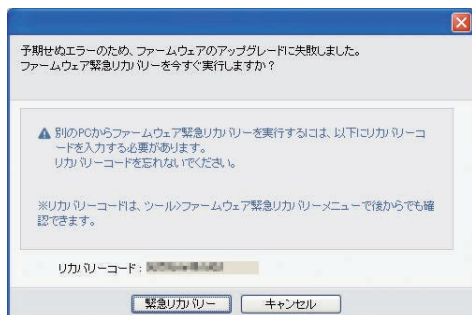 予期せぬエラーのため、ファームウェアのアップグレードに失敗しました。
ファームウェア緊急リカバリーを今すぐ実行しますか？
別のPCからファームウェア緊急リカバリーを実行するには、以下にリカバリーコ
ードを入力する必要があります。
リカバリーコードを忘れないでください。
※リカバリーコードは、ツール>ファームウェア緊急リカバリーメニューで後からでも確
認できます。
リカバリーコード：
緊急リカバリー
キャンセル